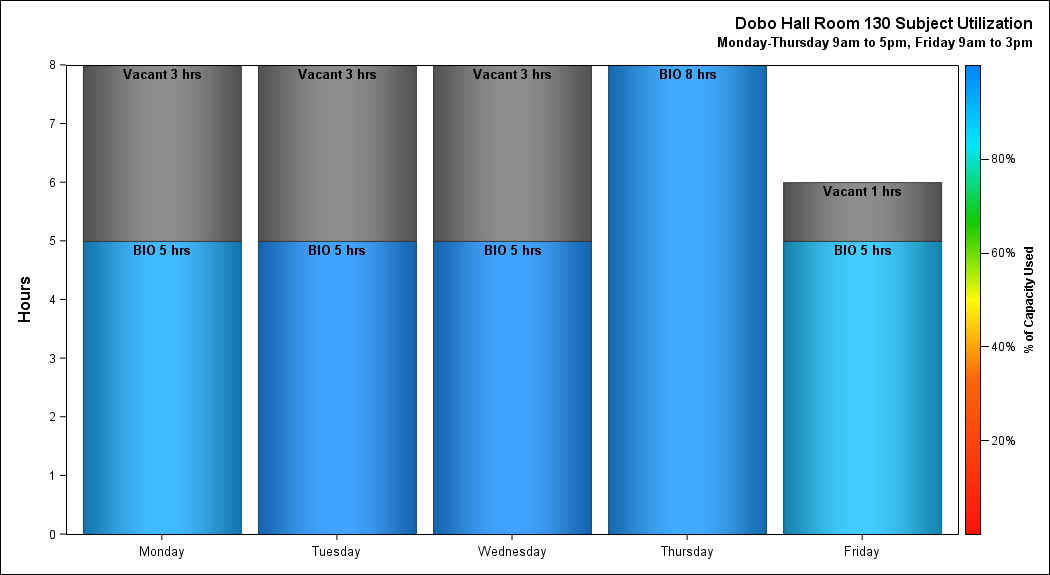 Dobo Hall Room 130 Subject Utilization
Monday-Thursday 9am to 5pm, Friday 9am to 3pm
8
7
6
5
4
3
2
1
0
Hours
Vacant 3 hrs
Vacant 3 hrs
Vacant 3 hrs
BIO 8 hrs
Vacant 1 hrs
BIO 5 hrs
BIO 5 hrs
BIO 5 hrs
BIO 5 hrs
Monday
Tuesday
Wednesday
Thursday
Friday
80%
60%
40%
20%
% of Capacity Used